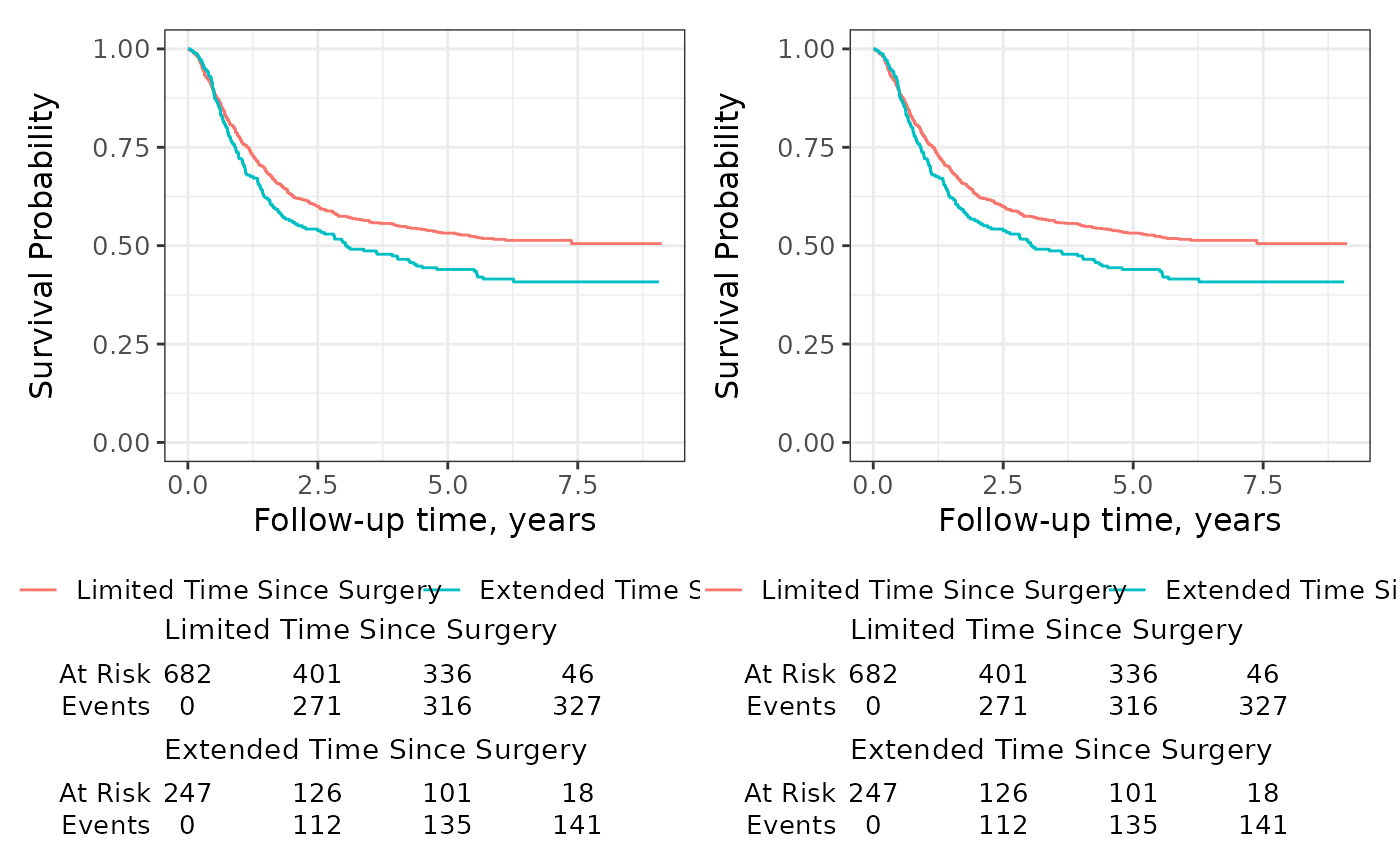 Survival Probability
1.00
0.75
0.50
0.25
0.00
0.0 2.5 5.0 7.5
Follow-up time, years
Limited Time Since Surgery Extended Time S
Limited Time Since Surgery
At Risk 682 401 336 46
Events 0 271 316 327
Extended Time Since Surgery
At Risk 247 126 101 18
Events 0 112 135 141
Survival Probability
1.00
0.75
0.50
0.25
0.00
0.0 2.5 5.0 7.5
Follow-up time, years
Limited Time Since Surgery Extended Time Si
Limited Time Since Surgery
At Risk 682 401 336 46
Events 0 271 316 327
Extended Time Since Surgery
At Risk 247 126 101 18
Events 0 112 135 141